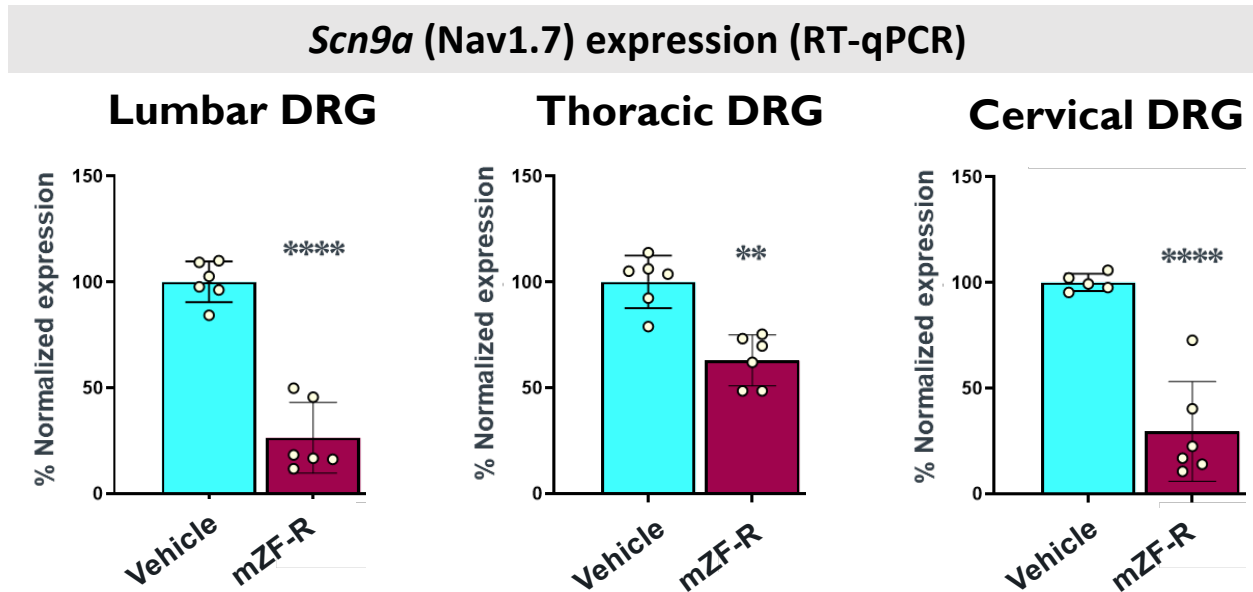 Scn9a (Nav1.7) expression (RT-qPCR)
Lumbar DRG
% Normalized expression
150
100
50
0
****
Vehicle
mZF-R
Thoracic DRG
% Normalized expression
150
100
50
0
**
Vehicle
mZF-R
Cervical DRG
% Normalized expression
150
100
50
0
****
Vehicle
mZF-R